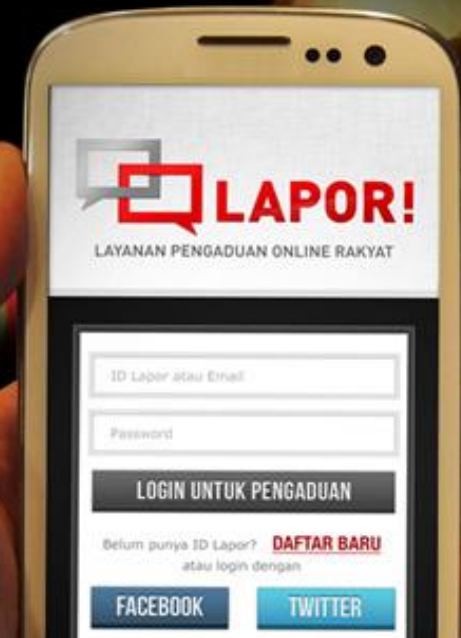 LAPOR!
LAYANAN PENGADUAN ONLINE RAKYAT
ID Lapor atau Email
Password
LOGIN UNTUK PENGADUAN
Belum punya ID Lapor? DAFTAR BARU
atau login dengan
FACEBOOK TWITTER